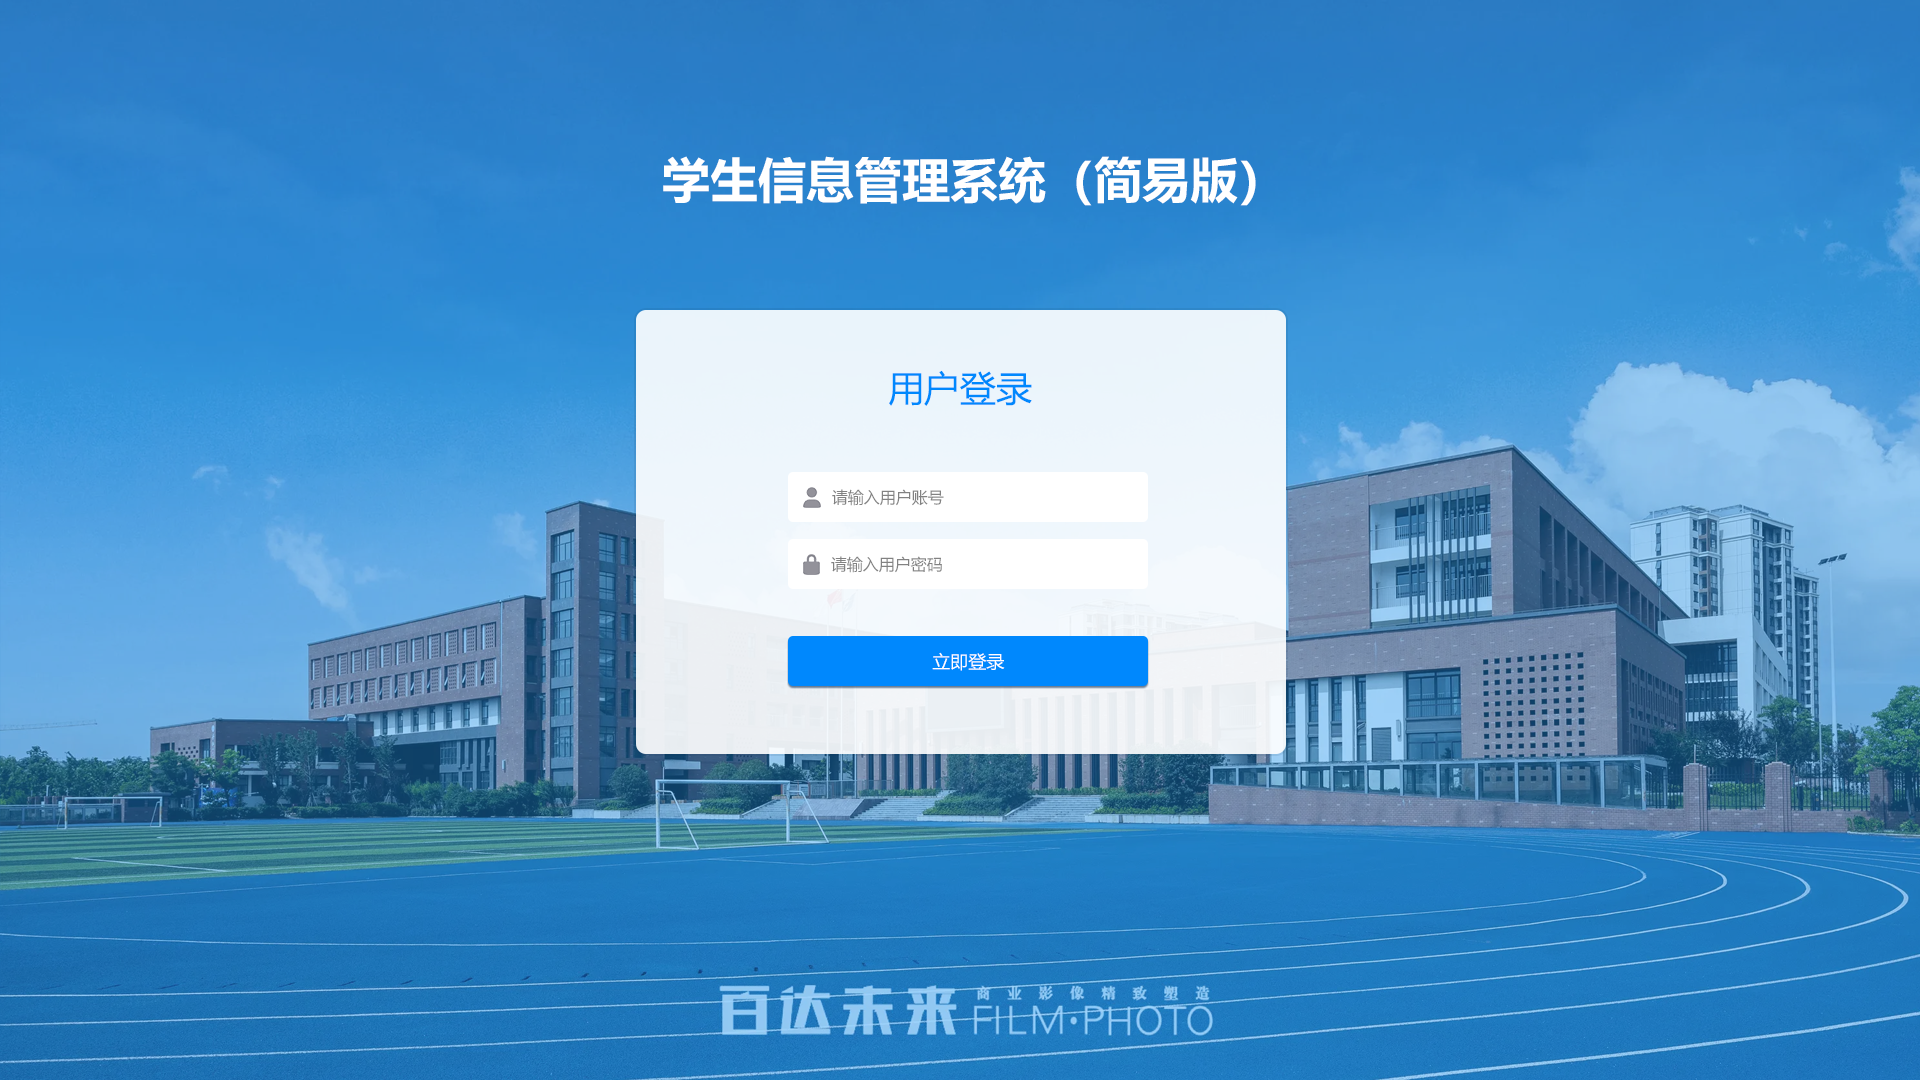 学生信息管理系统（简易版）
用户登录
请输入用户账号
请输入用户密码
立即登录
百达未来 商业影像精致塑造
FILM·PHOTO